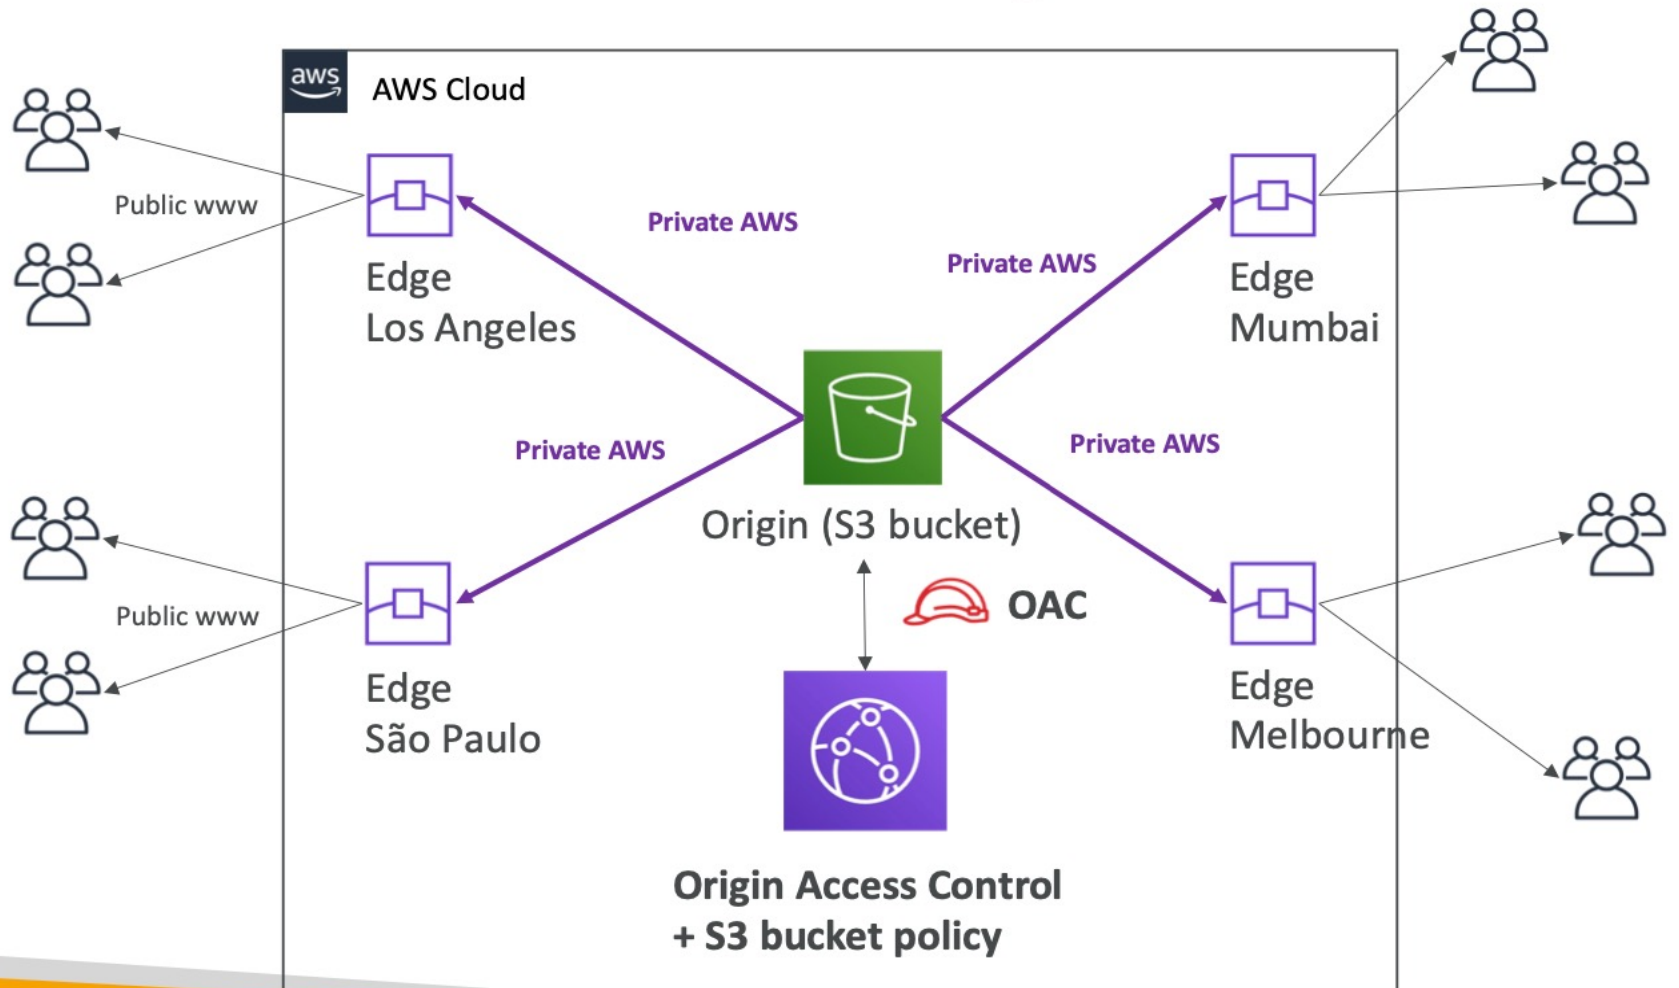 aws
AWS Cloud
Public www
Private AWS
Private AWS
Edge
Los Angeles
Edge
Mumbai
Private AWS
Private AWS
Origin (S3 bucket)
OAC
Public www
Edge
São Paulo
Edge
Melbourne
Origin Access Control
+ S3 bucket policy